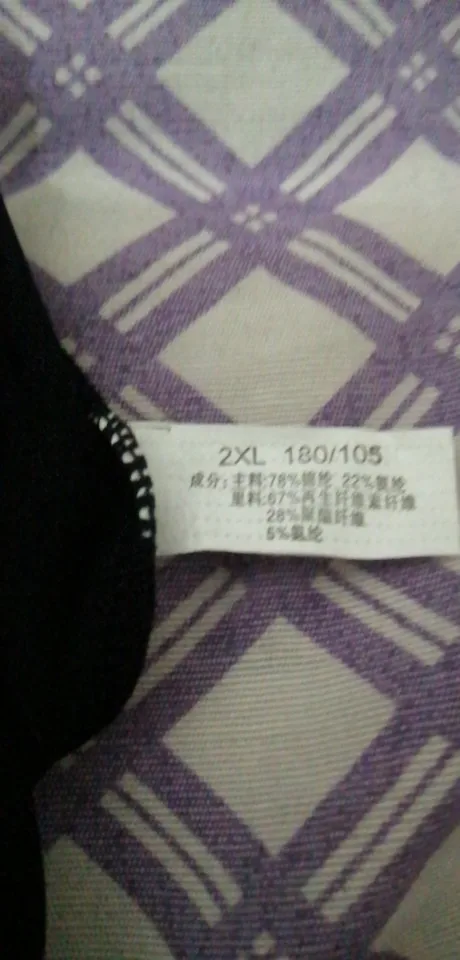 2XL 180/105
成分:主料:78%锦纶 22%氨纶
里料:67%再生纤维素纤维
28%聚酯纤维
5%氨纶